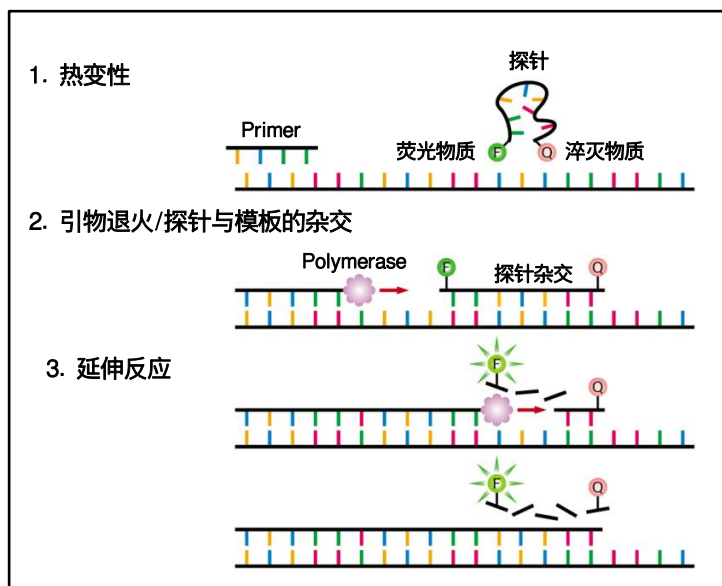 1. 热变性
探针
Primer
荧光物质 F Q 淬灭物质
2. 引物退火/探针与模板的杂交
Polymerase F 探针杂交 Q
3. 延伸反应
F
Q
F
Q